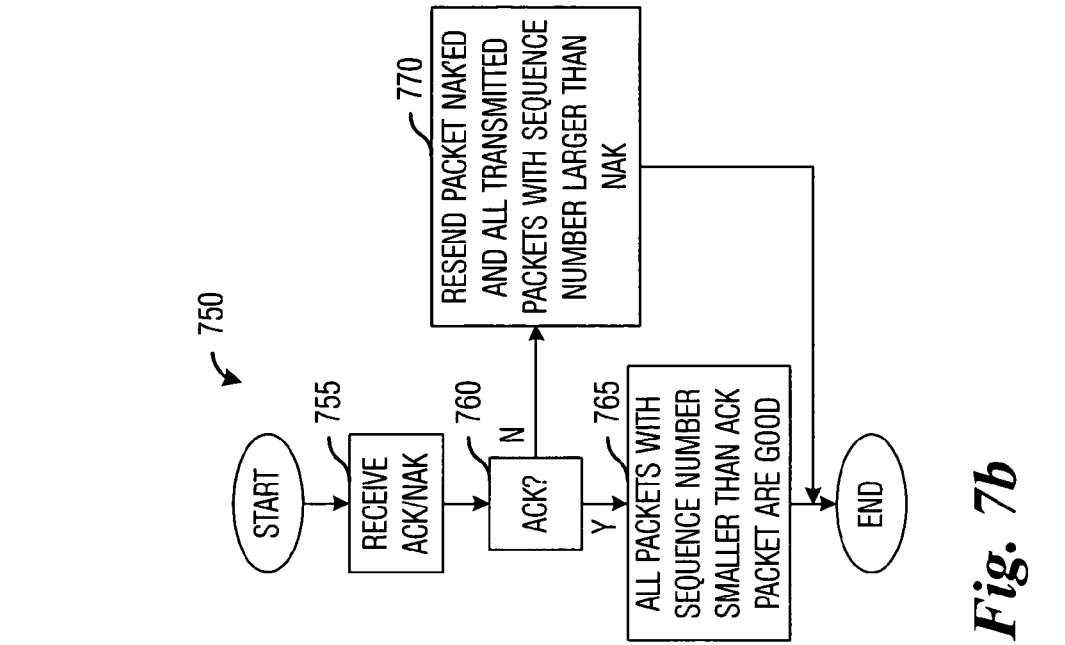 750
START
755
RECEIVE
ACK/NAK
760
ACK?
N
Y
770
RESEND PACKET NAK'ED
AND ALL TRANSMITTED
PACKETS WITH SEQUENCE
NUMBER LARGER THAN
NAK
765
ALL PACKETS WITH
SEQUENCE NUMBER
SMALLER THAN ACK
PACKET ARE GOOD
END
Fig. 7b